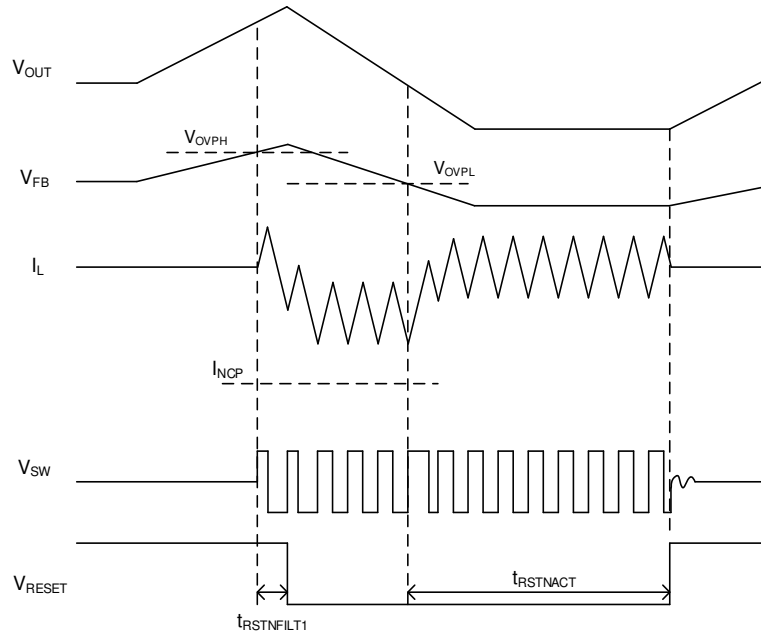 VOUT
VOVPH
VFB
VOVPL
IL
INCP
VSW
VRESET
tRSTNACT
tRSTNFILT1